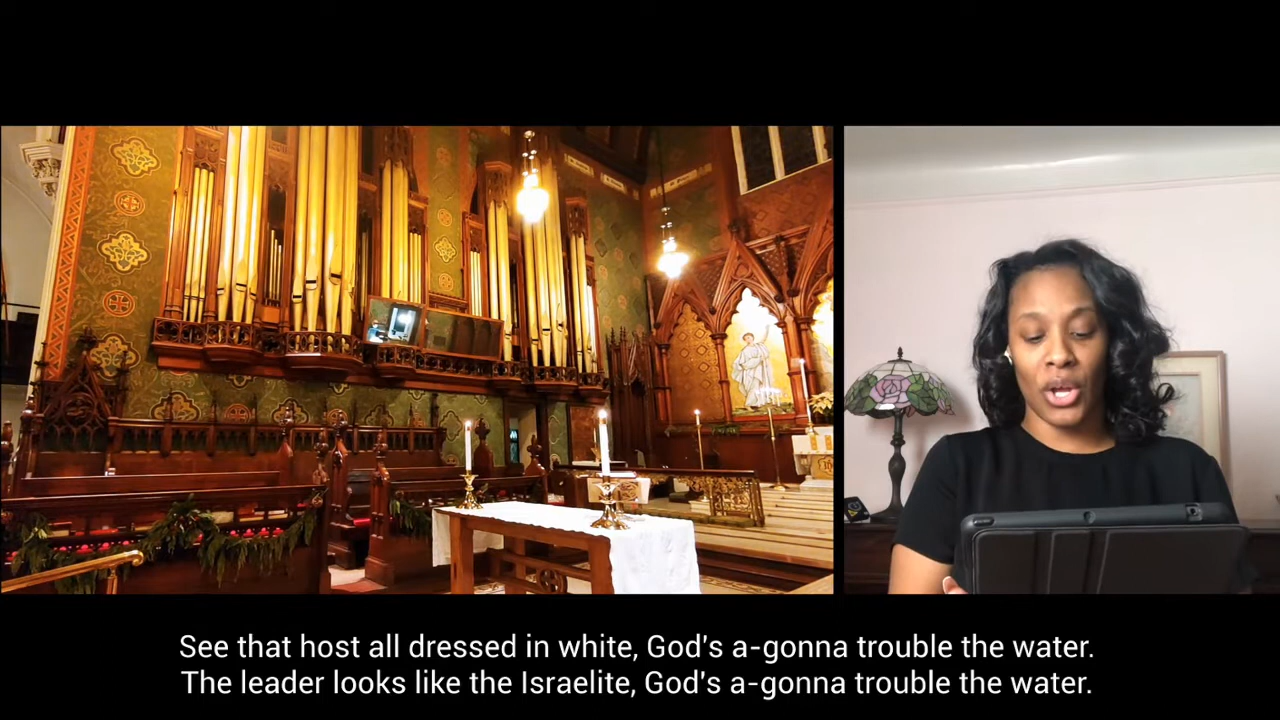 See that host all dressed in white, God's a-gonna trouble the water.
The leader looks like the Israelite, God's a-gonna trouble the water.